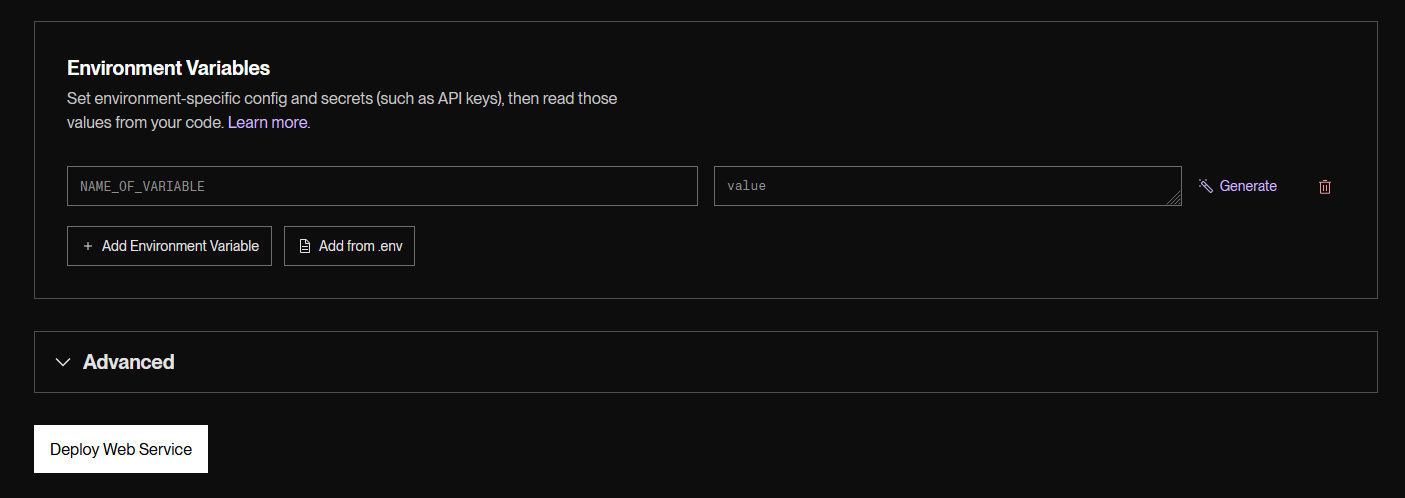 Environment Variables
Set environment-specific config and secrets (such as API keys), then read those
values from your code. Learn more.
NAME_OF_VARIABLE
value
Generate
+ Add Environment Variable
Add from .env
Advanced
Deploy Web Service